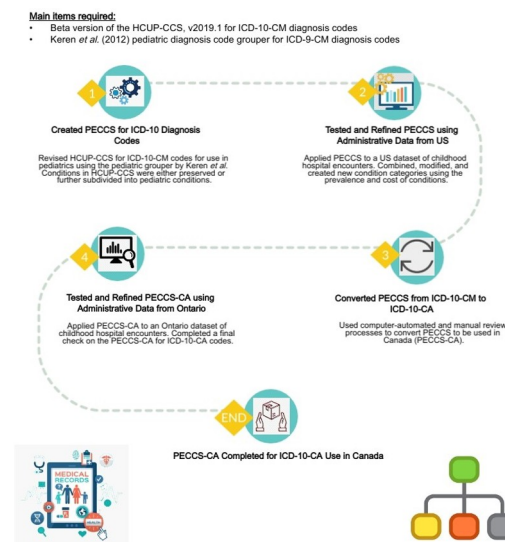 Main items required:
• Beta version of the HCUP-CCS, v2019.1 for ICD-10-CM diagnosis codes
• Keren et al. (2012) pediatric diagnosis code grouper for ICD-9-CM diagnosis codes
1
Created PECCS for ICD-10 Diagnosis
Codes
Revised HCUP-CCS for ICD-10-CM codes for use in
pediatrics using the pediatric grouper by Keren et al.
Conditions in HCUP-CCS were either preserved or
further subdivided into pediatric conditions.
2
Tested and Refined PECCS using
Administrative Data from US
Applied PECCS to a US dataset of childhood
hospital encounters. Combined, modified, and
created new condition categories using the
prevalence and cost of conditions.
3
Converted PECCS from ICD-10-CM to
ICD-10-CA
Used computer-automated and manual review
processes to convert PECCS to be used in
Canada (PECCS-CA).
4
Tested and Refined PECCS-CA using
Administrative Data from Ontario
Applied PECCS-CA to an Ontario dataset of
childhood hospital encounters. Completed a final
check on the PECCS-CA for ICD-10-CA codes.
END
PECCS-CA Completed for ICD-10-CA Use in Canada
MEDICAL
RECORDS
HEALTH